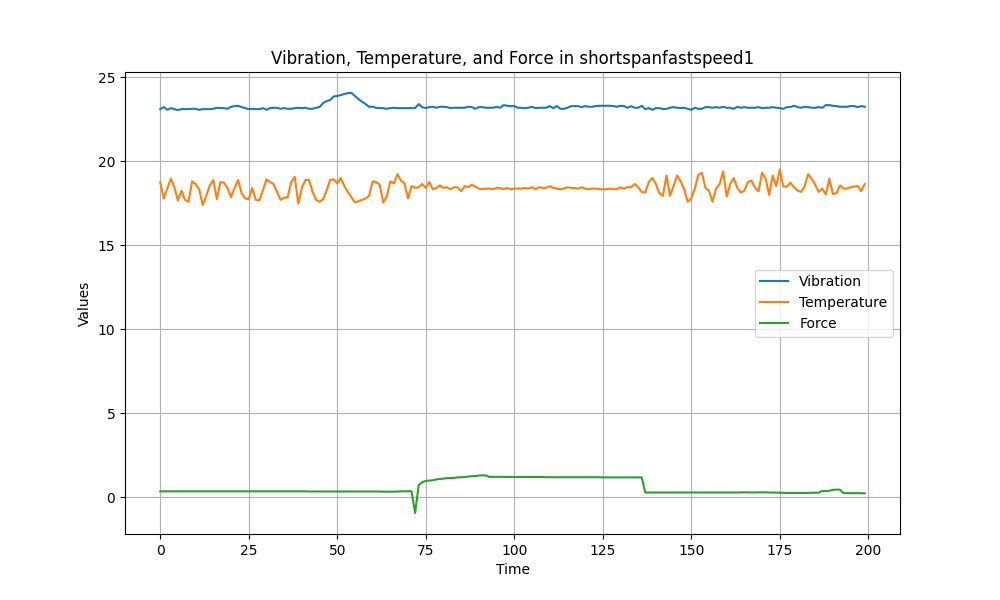 Vibration, Temperature, and Force in shortspanfastspeed1
25
20
15
10
5
0
Values
Vibration
Temperature
Force
0 25 50 75 100 125 150 175 200
Time